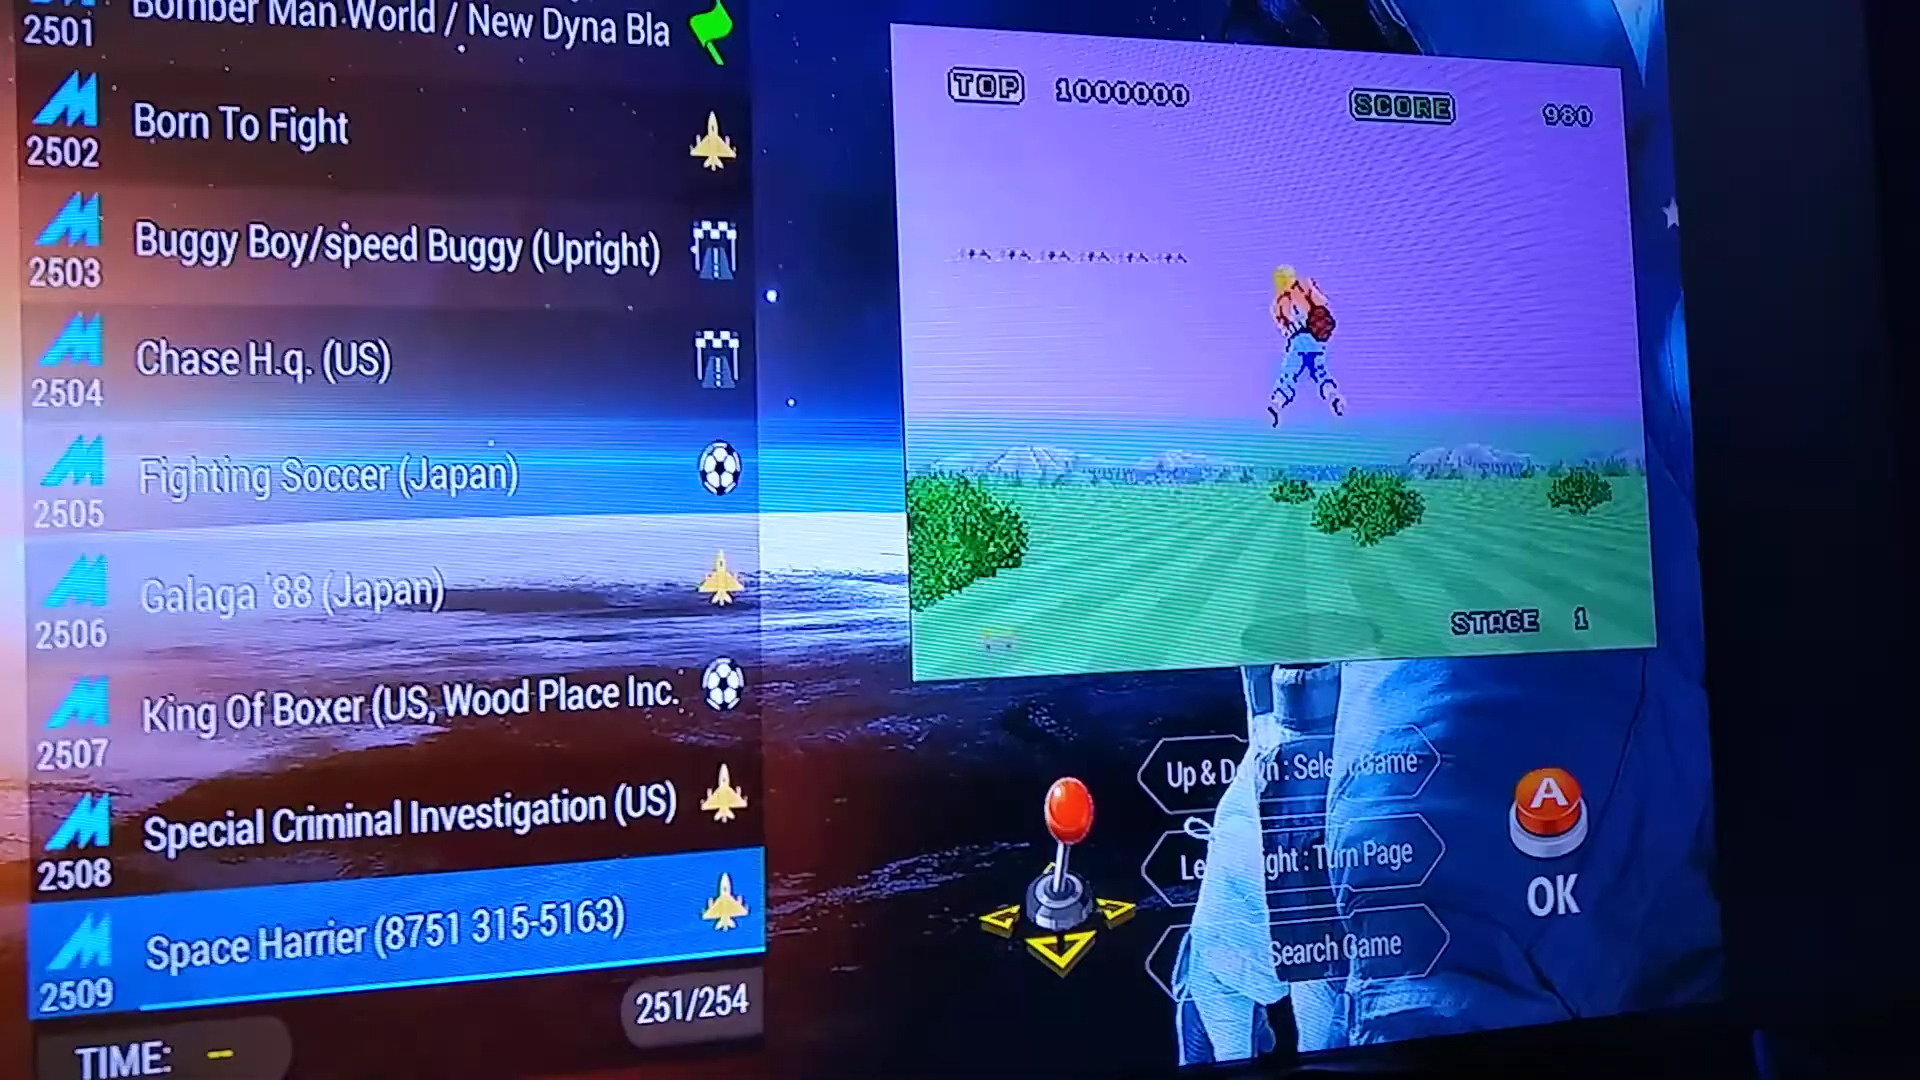 2501 Bomber Man World / New Dyna Bla
2502 Born To Fight
2503 Buggy Boy/speed Buggy (Upright)
2504 Chase H.q. (US)
2505 Fighting Soccer (Japan)
2506 Galaga '88 (Japan)
2507 King Of Boxer (US, Wood Place Inc.
2508 Special Criminal Investigation (US)
2509 Space Harrier (8751 315-5163)
251/254
TIME: –
TOP 1000000 SCORE 980
STAGE 1
Up & D n : Sele Game
Le ght : Turn Page
Search Game
A
OK